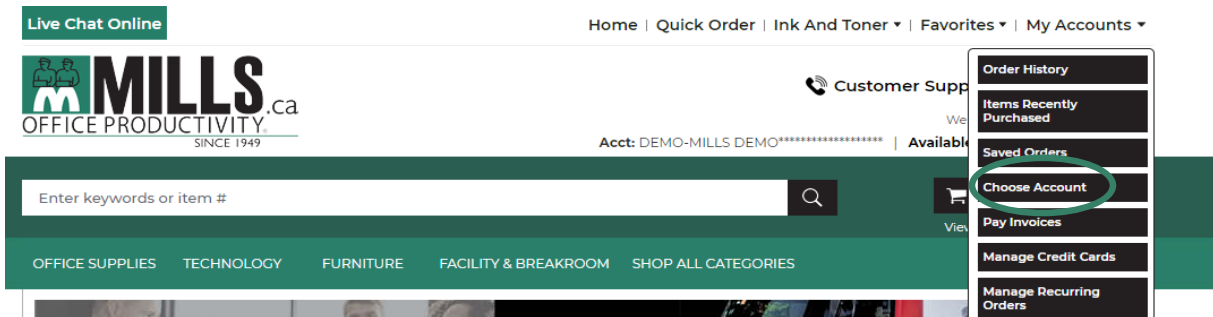 Live Chat Online
Home | Quick Order | Ink And Toner ▾ | Favorites ▾ | My Accounts ▾
MILLS.ca
OFFICE PRODUCTIVITY®
SINCE 1949
Customer Supp
We
Acct: DEMO-MILLS DEMO******************* | Available
Order History
Items Recently
Purchased
Saved Orders
Choose Account
Pay Invoices
Manage Credit Cards
Manage Recurring
Orders
Enter keywords or item #
View
OFFICE SUPPLIES TECHNOLOGY FURNITURE FACILITY & BREAKROOM SHOP ALL CATEGORIES